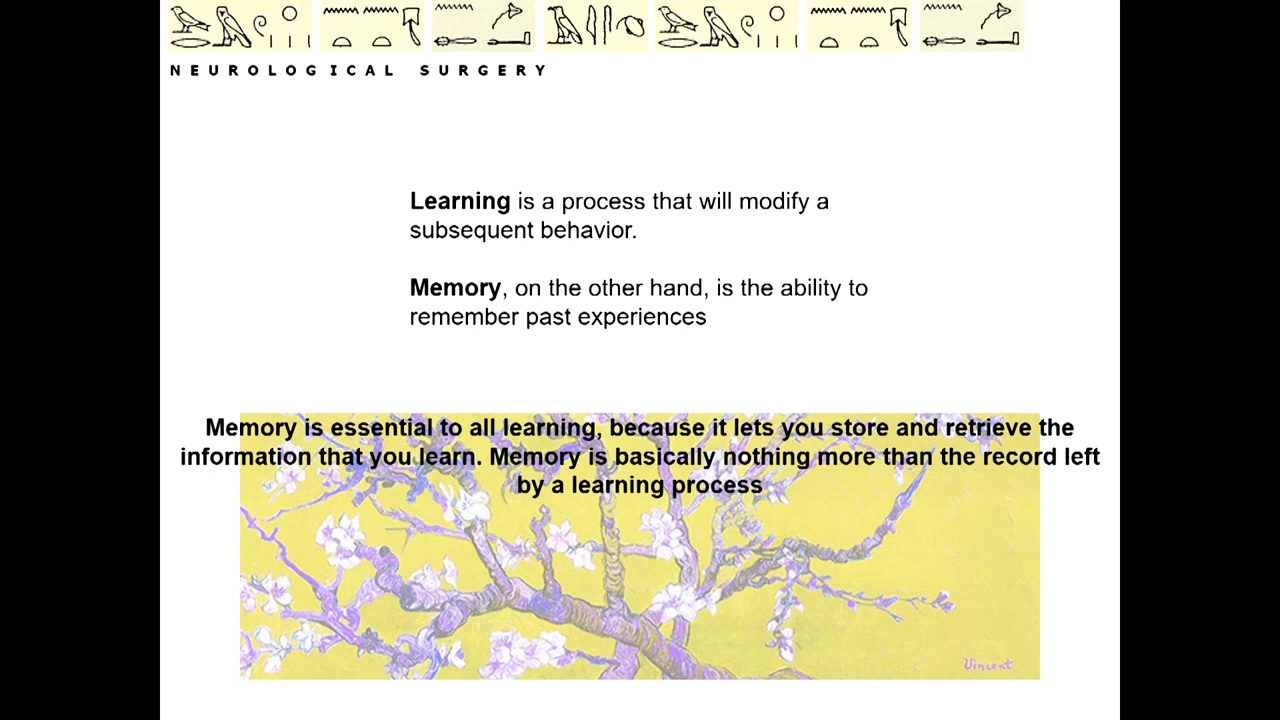 NEUROLOGICAL SURGERY
Learning is a process that will modify a
subsequent behavior.
Memory, on the other hand, is the ability to
remember past experiences
Memory is essential to all learning, because it lets you store and retrieve the
information that you learn. Memory is basically nothing more than the record left
by a learning process
Vincent